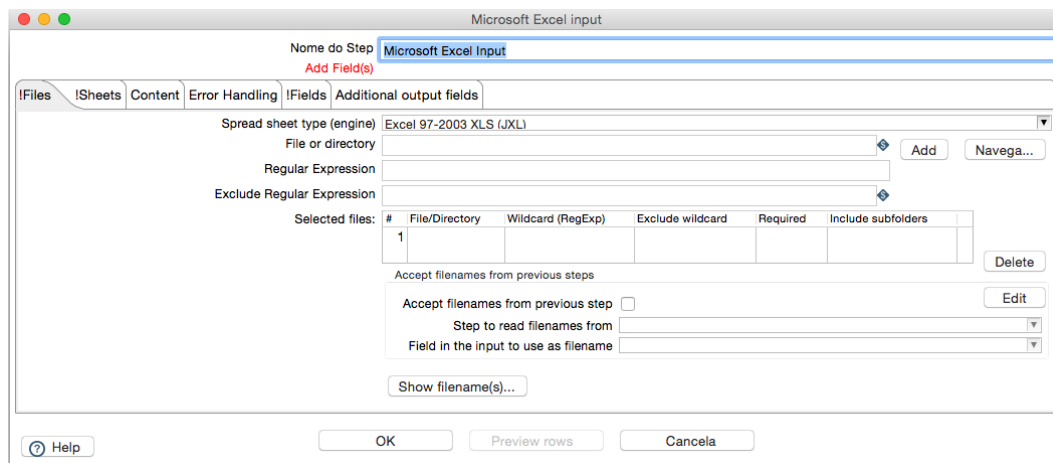 Microsoft Excel input
Nome do Step Microsoft Excel Input
Add Field(s)
!Files !Sheets Content Error Handling !Fields Additional output fields
Spread sheet type (engine) Excel 97-2003 XLS (JXL)
File or directory Add Navega...
Regular Expression
Exclude Regular Expression
Selected files: # File/Directory Wildcard (RegExp) Exclude wildcard Required Include subfolders
1
Delete
Accept filenames from previous steps
Edit
Accept filenames from previous step
Step to read filenames from
Field in the input to use as filename
Show filename(s)...
Help OK Preview rows Cancela